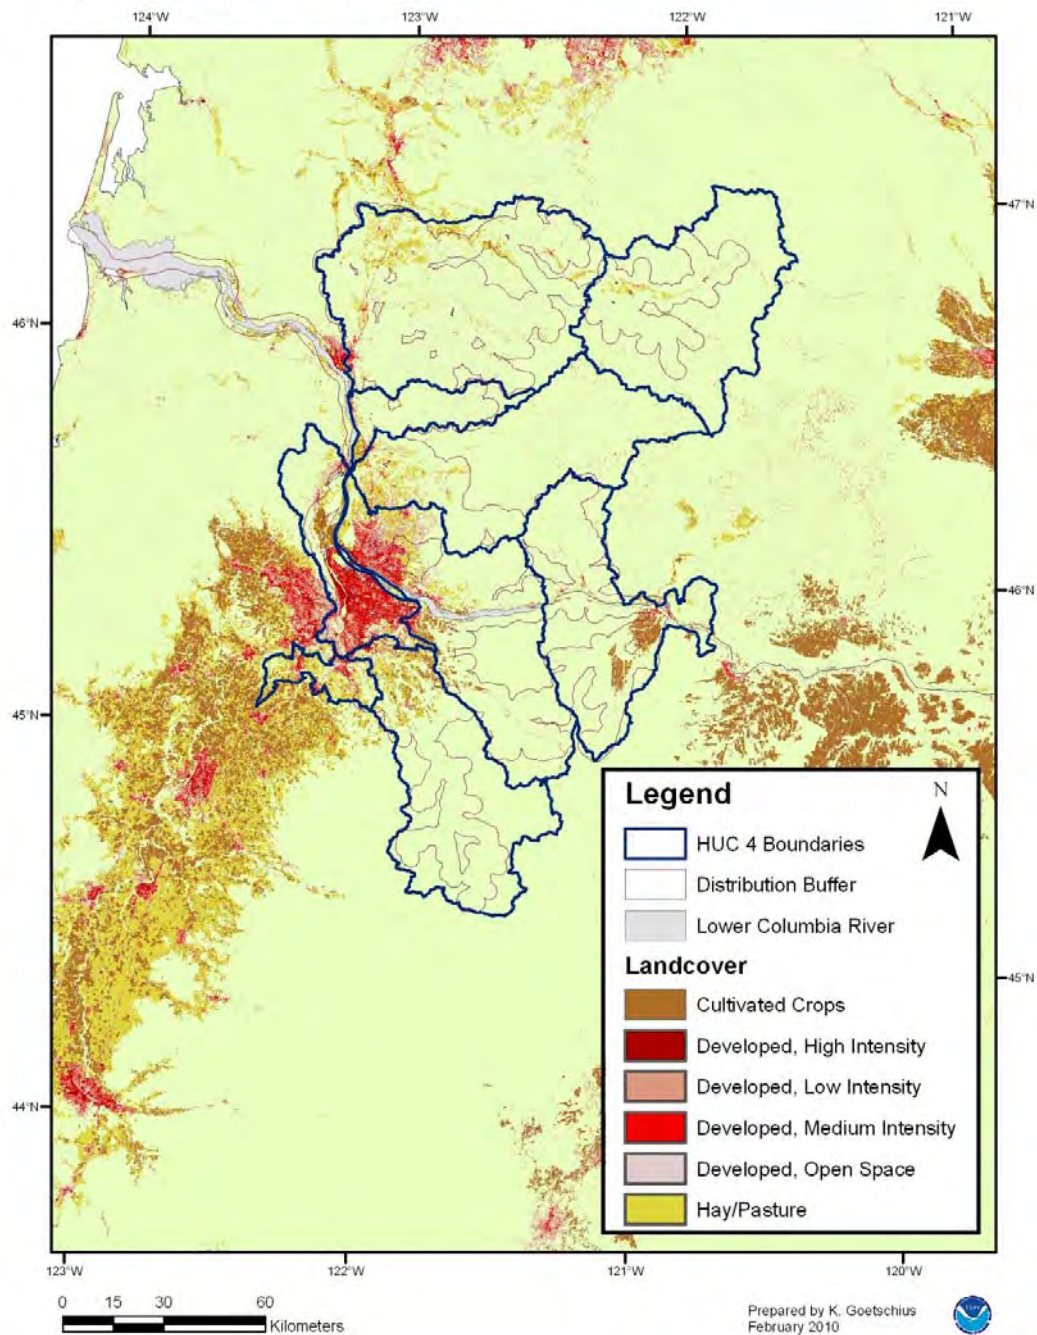 124°W 123°W 122°W 121°W
47°N
46°N
46°N
45°N
45°N
44°N
Legend
N
HUC 4 Boundaries
Distribution Buffer
Lower Columbia River
Landcover
Cultivated Crops
Developed, High Intensity
Developed, Low Intensity
Developed, Medium Intensity
Developed, Open Space
Hay/Pasture
123°W 122°W 121°W 120°W
0 15 30 60
Kilometers
Prepared by K. Goetschius
February 2010